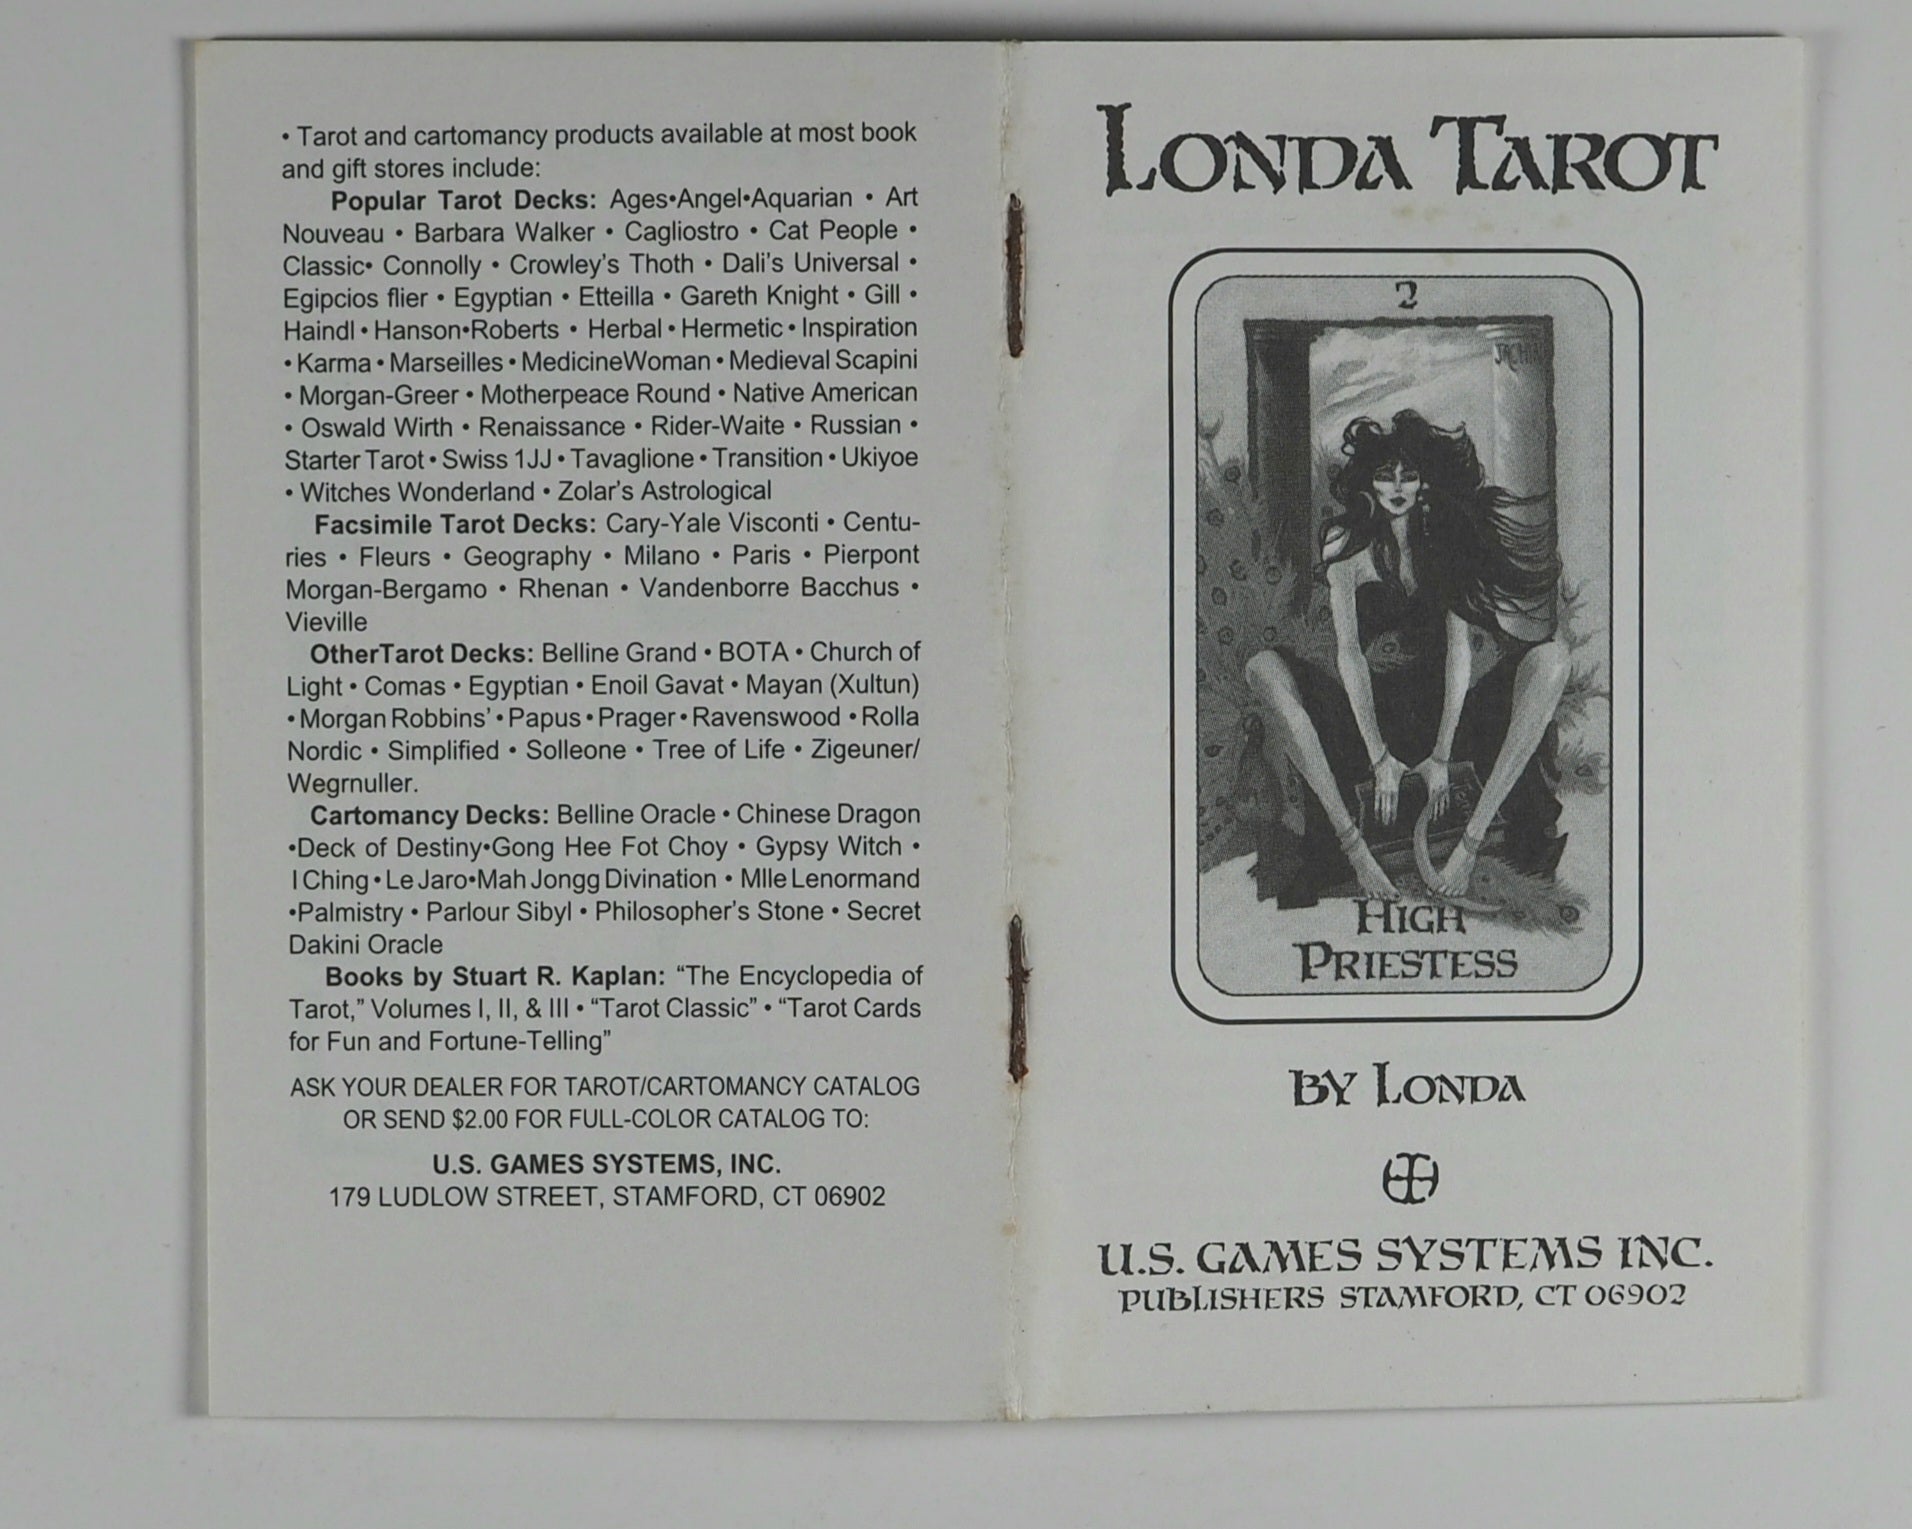 • Tarot and cartomancy products available at most book
and gift stores include:
Popular Tarot Decks: Ages•Angel•Aquarian • Art
Nouveau • Barbara Walker • Cagliostro • Cat People •
Classic• Connolly • Crowley's Thoth • Dali's Universal •
Egipcios flier • Egyptian • Etteilla • Gareth Knight • Gill •
Haindl • Hanson•Roberts • Herbal • Hermetic • Inspiration
• Karma • Marseilles • MedicineWoman • Medieval Scapini
• Morgan-Greer • Motherpeace Round • Native American
• Oswald Wirth • Renaissance • Rider-Waite • Russian •
Starter Tarot • Swiss 1JJ • Tavaglione • Transition • Ukiyoe
• Witches Wonderland • Zolar's Astrological
Facsimile Tarot Decks: Cary-Yale Visconti • Centu-
ries • Fleurs • Geography • Milano • Paris • Pierpont
Morgan-Bergamo • Rhenan • Vandenborre Bacchus •
Vieville
OtherTarot Decks: Belline Grand • BOTA • Church of
Light • Comas • Egyptian • Enoil Gavat • Mayan (Xultun)
• Morgan Robbins' • Papus • Prager • Ravenswood • Rolla
Nordic • Simplified • Solleone • Tree of Life • Zigeuner/
Wegrnuller.
Cartomancy Decks: Belline Oracle • Chinese Dragon
•Deck of Destiny•Gong Hee Fot Choy • Gypsy Witch •
I Ching • Le Jaro•Mah Jongg Divination • Mlle Lenormand
•Palmistry • Parlour Sibyl • Philosopher's Stone • Secret
Dakini Oracle
Books by Stuart R. Kaplan: “The Encyclopedia of
Tarot,” Volumes I, II, & III • “Tarot Classic” • “Tarot Cards
for Fun and Fortune-Telling”
ASK YOUR DEALER FOR TAROT/CARTOMANCY CATALOG
OR SEND $2.00 FOR FULL-COLOR CATALOG TO:
U.S. GAMES SYSTEMS, INC.
179 LUDLOW STREET, STAMFORD, CT 06902
LONDA TAROT
2
HIGH
PRIESTESS
BY LONDA
U.S. GAMES SYSTEMS INC.
PUBLISHERS STAMFORD, CT 06902